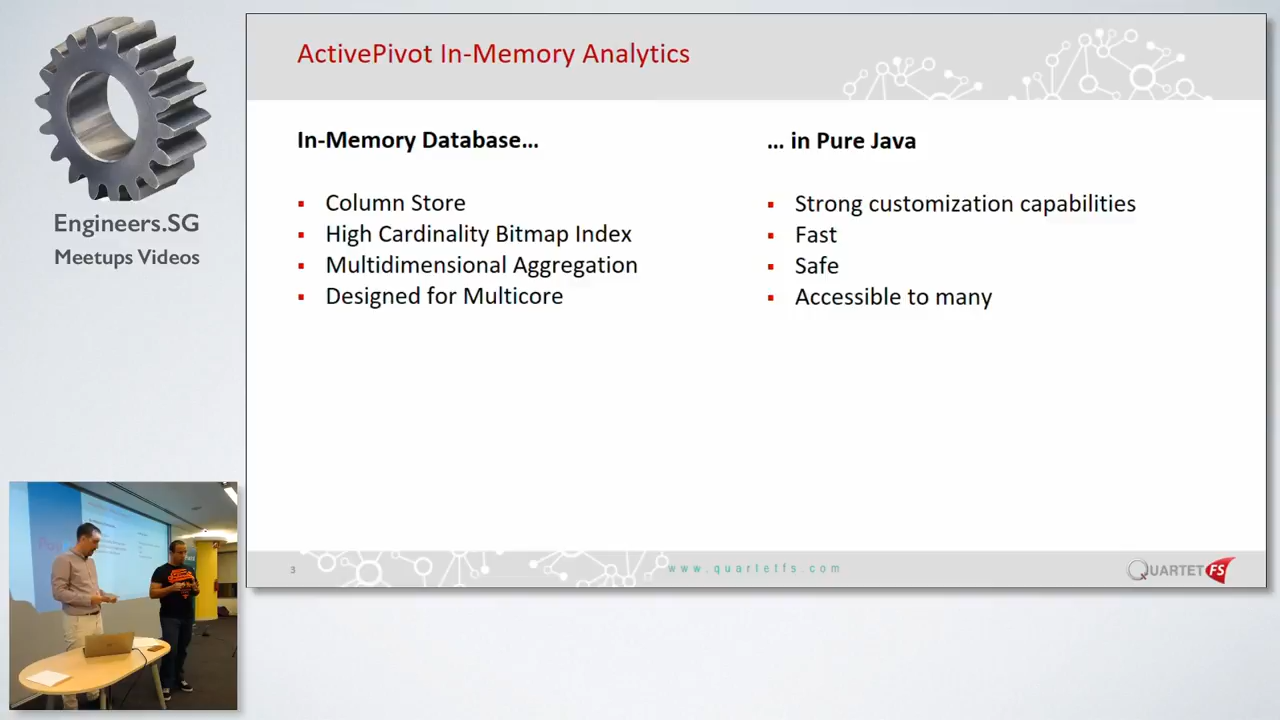 Engineers.SG
Meetups Videos
ActivePivot In-Memory Analytics
In-Memory Database…
▪ Column Store
▪ High Cardinality Bitmap Index
▪ Multidimensional Aggregation
▪ Designed for Multicore
… in Pure Java
▪ Strong customization capabilities
▪ Fast
▪ Safe
▪ Accessible to many
3
www.quartetfs.com
QUARTET FS